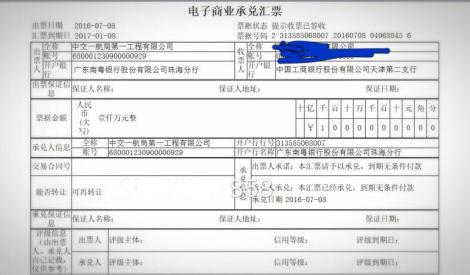 电子商业承兑汇票
出票日期 2016-07-08 票据状态 提示收票已签收
汇票到期日 2017-01-08 票据号码 2 313585068007 20160708 04968845 6
出票人 全称 中交一航局第一工程有限公司 收票人 全称 有限公司
账号 680001230900000929 账号
开户银行 广东南粤银行股份有限公司珠海分行 开户银行 中国工商银行股份有限公司天津第二支行
出票保证信息 保证人名称: 保证人地址: 保证日期:
票据金额 人民币(大写) 壹仟万元整 十亿千百十万千百十元角分
¥ 1 0
承兑人信息 全称 中交一航局第一工程有限公司 开户行行号 313585068007
账号 680001230900000929 开户行名称 广东南粤银行股份有限公司珠海分行
交易合同号 承兑信息 出票人承诺:本汇票请予以承兑,到期无条件付款
能否转让 可再转让 承兑人承兑:本汇票已经承兑,到期无条件付款
承兑日期 2016-07-08
承兑保证信息 保证人名称: 保证人地址: 保证日期:
评级信息(由出票人、承兑人自己记载,仅供参考) 出票人 评级主体: 信用等级: 评级到期日:
承兑人 评级主体: 信用等级: 评级到期日: